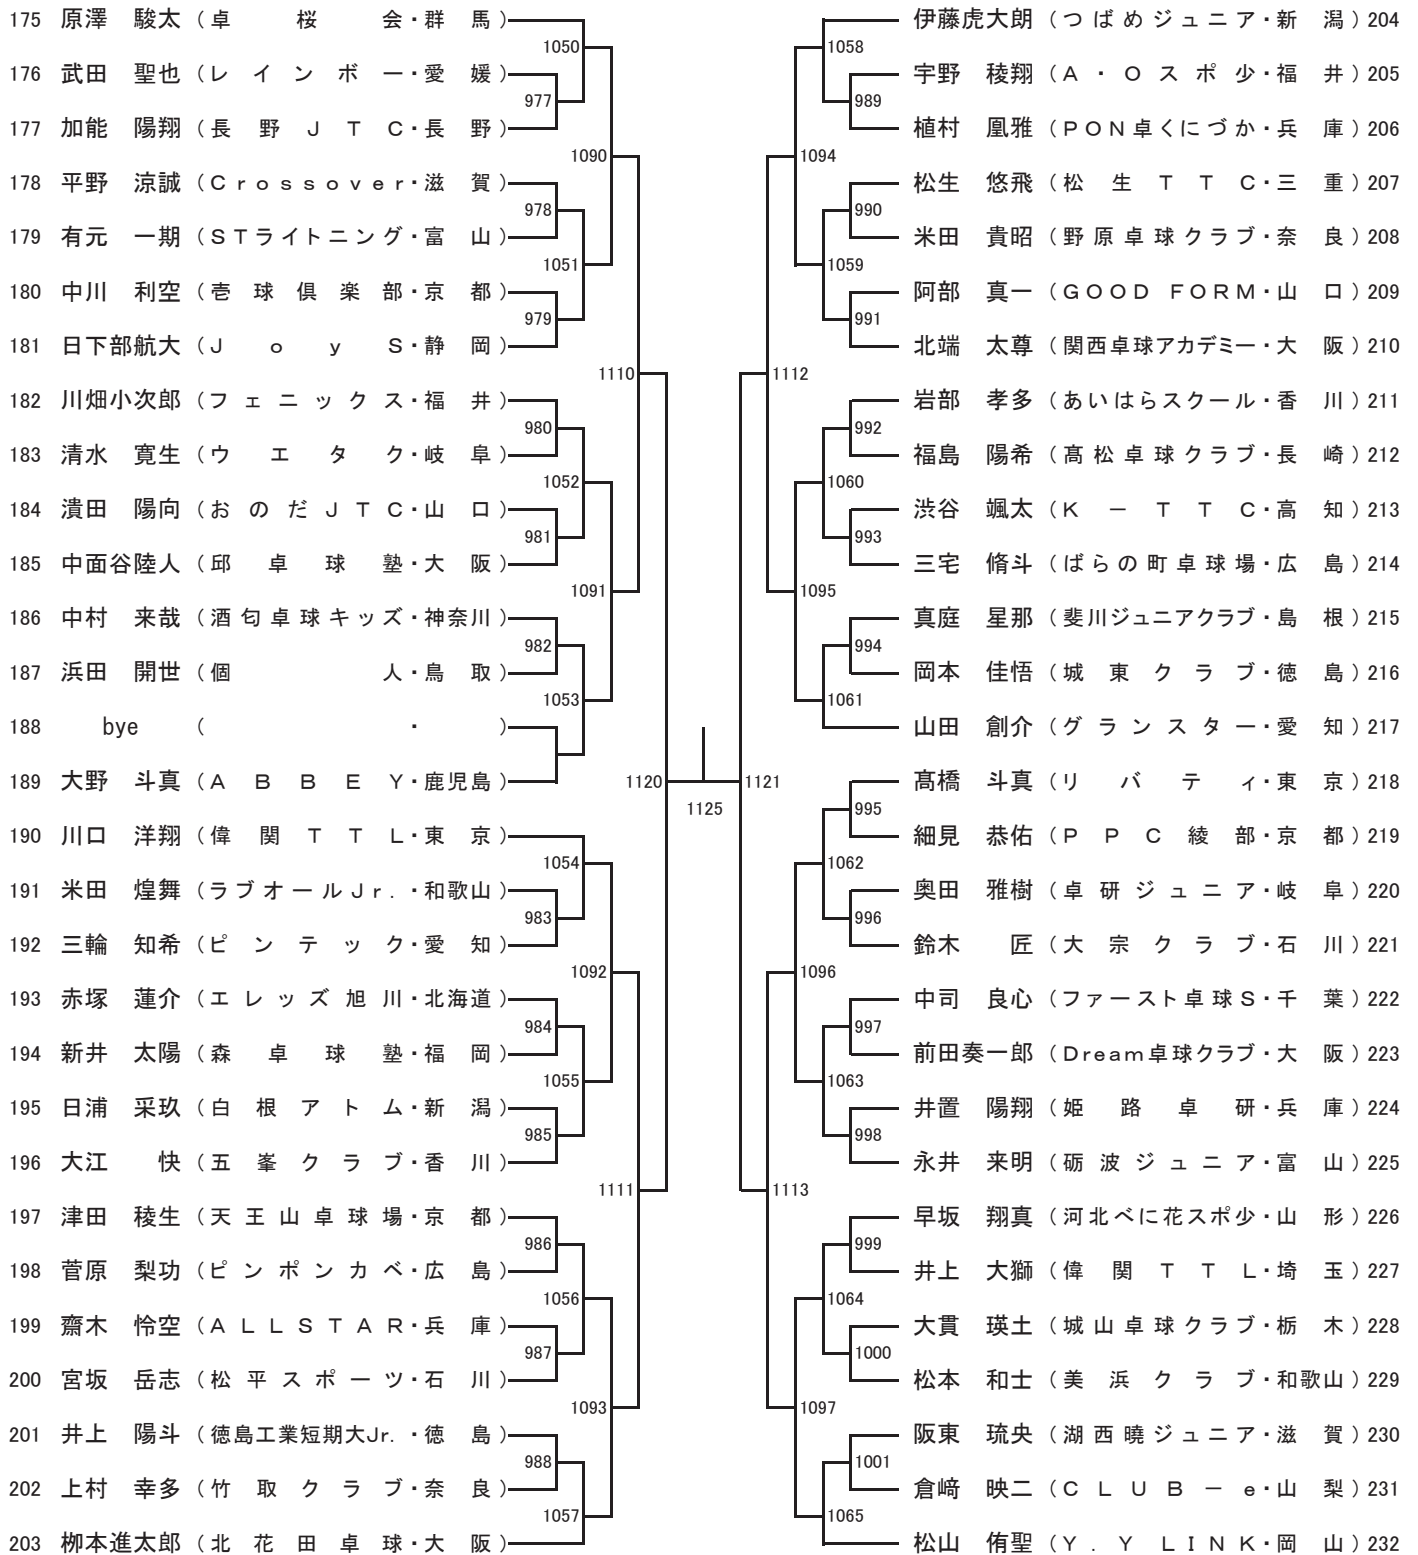 175 原澤 駿太 (卓桜会・群馬)
1050
176 武田 聖也 (レインボー・愛媛)
977
177 加能 陽翔 (長野JTC・長野)
1090
178 平野 涼誠 (Crossover・滋賀)
978
179 有元 一期 (STライトニング・富山)
1051
180 中川 利空 (壱球倶楽部・京都)
979
181 日下部航大 (JoyS・静岡)
1110
182 川畑小次郎 (フェニックス・福井)
980
183 清水 寛生 (ウエタク・岐阜)
1052
184 濱田 陽向 (おのだJTC・山口)
981
185 中面谷陸人 (邱卓球塾・大阪)
1091
186 中村 来哉 (酒匂卓球キッズ・神奈川)
982
187 浜田 開世 (個人・鳥取)
1053
188 bye ( ・ )
189 大野 斗真 (ABBEY・鹿児島)
1120
190 川口 洋翔 (偉関TTL・東京)
1054
191 米田 煌舞 (ラブオールJr.・和歌山)
983
192 三輪 知希 (ピンテック・愛知)
1092
193 赤塚 蓮介 (エレッズ旭川・北海道)
984
194 新井 太陽 (森卓球塾・福岡)
1055
195 日浦 采玖 (白根アトム・新潟)
985
196 大江 快 (五峯クラブ・香川)
1111
197 津田 稜生 (天王山卓球場・京都)
986
198 菅原 梨功 (ピンポンカベ・広島)
1056
199 齋木 怜空 (ALLSTAR・兵庫)
987
200 宮坂 岳志 (松平スポーツ・石川)
1093
201 井上 陽斗 (徳島工業短期大Jr.・徳島)
988
202 上村 幸多 (竹取クラブ・奈良)
1057
203 栁本進太郎 (北花田卓球・大阪)
1125
伊藤虎大朗 (つばめジュニア・新潟) 204
1058
宇野 稜翔 (A・Oスポ少・福井) 205
989
植村 凰雅 (PON卓くにづか・兵庫) 206
1094
松生 悠飛 (松生TTC・三重) 207
990
米田 貴昭 (野原卓球クラブ・奈良) 208
1059
阿部 真一 (GOOD FORM・山口) 209
991
北端 太尊 (関西卓球アカデミー・大阪) 210
1112
岩部 孝多 (あいはらスクール・香川) 211
992
福島 陽希 (髙松卓球クラブ・長崎) 212
1060
渋谷 颯太 (K－TTC・高知) 213
993
三宅 脩斗 (ばらの町卓球場・広島) 214
1095
真庭 星那 (斐川ジュニアクラブ・島根) 215
994
岡本 佳悟 (城東クラブ・徳島) 216
1061
山田 創介 (グランスター・愛知) 217
1121
髙橋 斗真 (リバティ・東京) 218
995
細見 恭佑 (PPC綾部・京都) 219
1062
奥田 雅樹 (卓研ジュニア・岐阜) 220
996
鈴木 匠 (大宗クラブ・石川) 221
1096
中司 良心 (ファースト卓球S・千葉) 222
997
前田奏一郎 (Dream卓球クラブ・大阪) 223
1063
井置 陽翔 (姫路卓研・兵庫) 224
998
永井 来明 (砺波ジュニア・富山) 225
1113
早坂 翔真 (河北べに花スポ少・山形) 226
999
井上 大獅 (偉関TTL・埼玉) 227
1064
大貫 瑛土 (城山卓球クラブ・栃木) 228
1000
松本 和士 (美浜クラブ・和歌山) 229
1097
阪東 琉央 (湖西暁ジュニア・滋賀) 230
1001
倉﨑 映二 (CLUB－e・山梨) 231
1065
松山 侑聖 (Y.Y LINK・岡山) 232